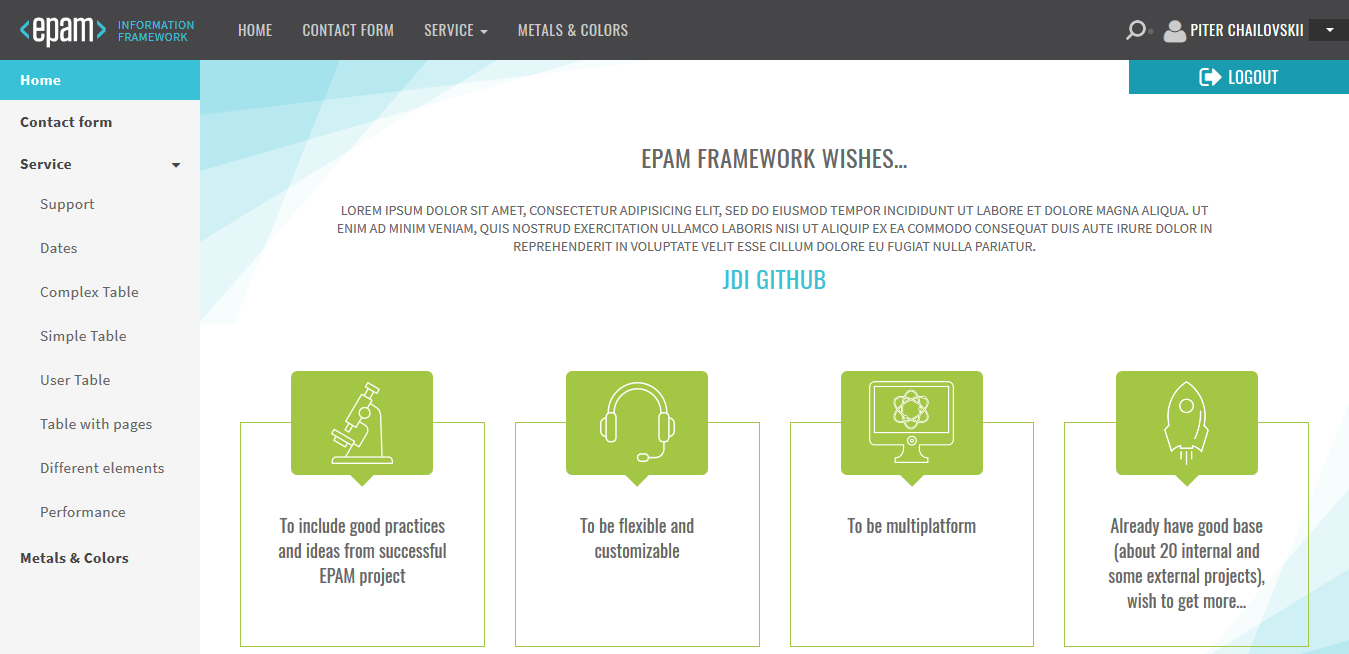 <epam> INFORMATION
FRAMEWORK
HOME CONTACT FORM SERVICE METALS & COLORS
PITER CHAILOVSKII
LOGOUT
Home
Contact form
Service
Support
Dates
Complex Table
Simple Table
User Table
Table with pages
Different elements
Performance
Metals & Colors
EPAM FRAMEWORK WISHES...
LOREM IPSUM DOLOR SIT AMET, CONSECTETUR ADIPISICING ELIT, SED DO EIUSMOD TEMPOR INCIDIDUNT UT LABORE ET DOLORE MAGNA ALIQUA. UT
ENIM AD MINIM VENIAM, QUIS NOSTRUD EXERCITATION ULLAMCO LABORIS NISI UT ALIQUIP EX EA COMMODO CONSEQUAT DUIS AUTE IRURE DOLOR IN
REPREHENDERIT IN VOLUPTATE VELIT ESSE CILLUM DOLORE EU FUGIAT NULLA PARIATUR.
JDI GITHUB
To include good practices
and ideas from successful
EPAM project
To be flexible and
customizable
To be multiplatform
Already have good base
(about 20 internal and
some external projects),
wish to get more...